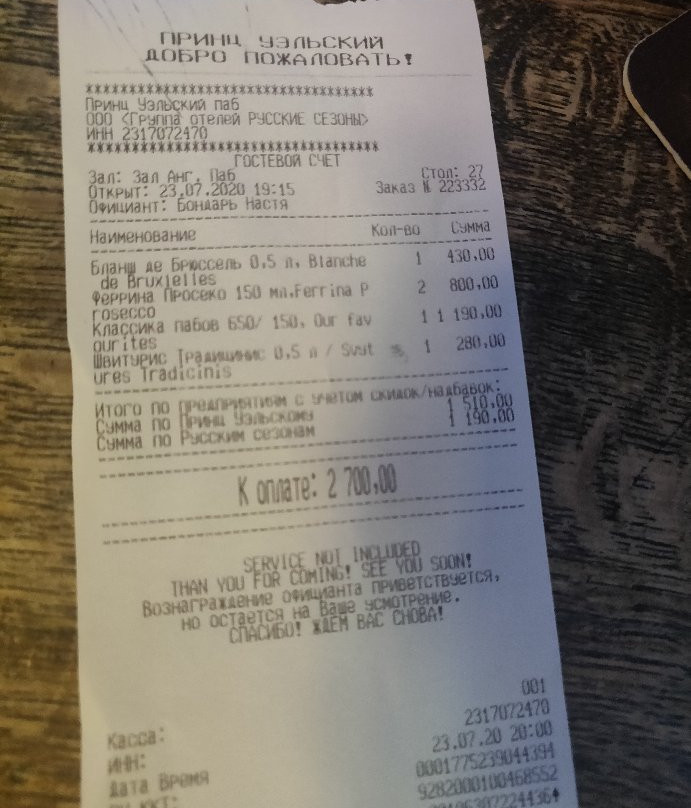 ПРИНЦ УЭЛЬСКИЙ
ДОБРО ПОЖАЛОВАТЬ!
**********************************
Принц Уэльский паб
ООО <Группа отелей РУССКИЕ СЕЗОНЫ>
ИНН 2317072470
**********************************
ГОСТЕВОЙ СЧЕТ
Зал: Зал Анг. Паб Стол: 27
Открыт: 23.07.2020 19:15 Заказ № 223332
Официант: Бондарь Настя
Наименование Кол-во Сумма
Бланш де Брюссель 0,5 л, Blanche 1 430,00
de Bruxielles
Феррина Просеко 150 мл.Ferrina P 2 800,00
rosecco
Классика пабов 650/ 150, Our fav 1 1 190,00
ourites
Швитурис Традицинис 0,5 л / Svyt 1 280,00
ures Tradicinis
Итого по предприятиям с учетом скидок/надбавок:
Сумма по Принц Уэльскому 1 510,00
Сумма по Русским сезонам 1 190,00
К оплате: 2 700,00
SERVICE NOT INCLUDED
THAN YOU FOR COMING! SEE YOU SOON!
Вознаграждение официанта приветствуется,
но остается на Ваше усмотрение.
СПАСИБО! ЖДЕМ ВАС СНОВА!
Касса: 001
ИНН: 2317072470
Дата Время 23.07.20 20:00
0001775239044394
9282000100468552